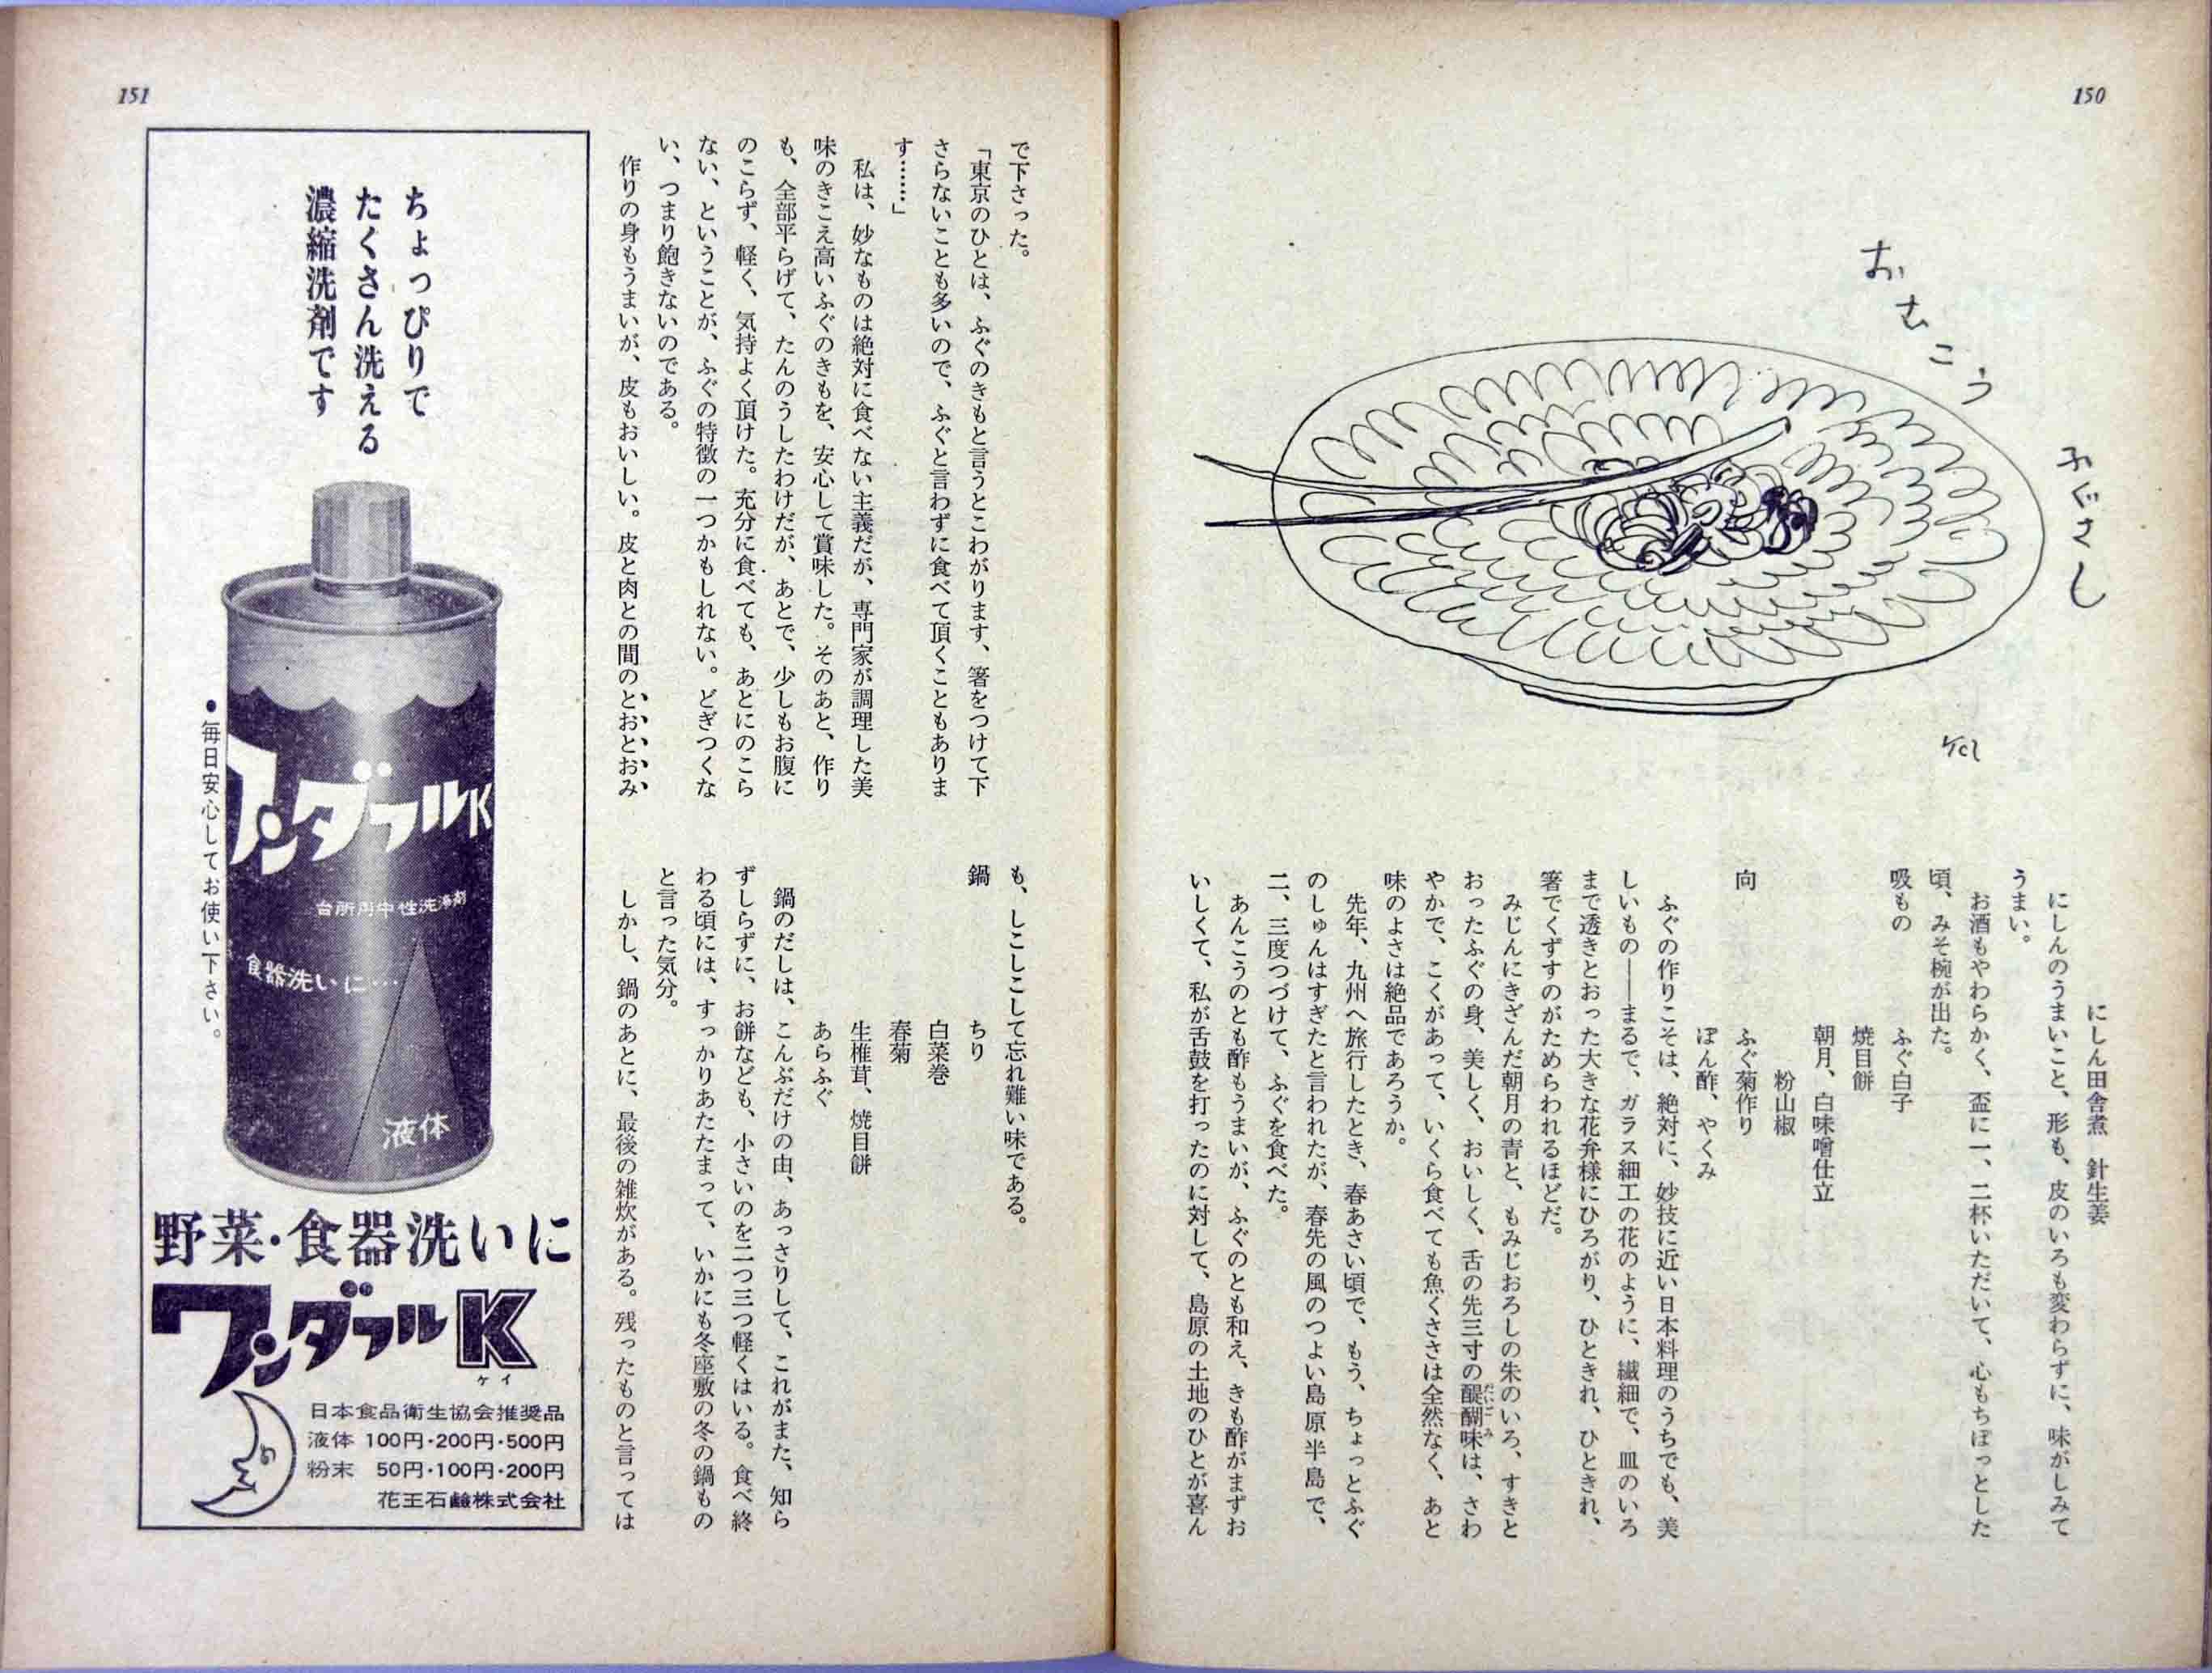 150
おむこう
ふぐさし
にしん田舎煮 針生姜
にしんのうまいこと、形も、皮のいろも変わらずに、味がしみて
うまい。
お酒もやわらかく、盃に一、二杯いただいて、心もちぽっとした
頃、みそ椀が出た。
吸もの ふぐ白子
焼目餅
朝月、白味噌仕立
粉山椒
向 ふぐ菊作り
ぽん酢、やくみ
ふぐの作りこそは、絶対に、妙技に近い日本料理のうちでも、美
しいもの――まるで、ガラス細工の花のように、繊細で、皿のいろ
まで透きとおった大きな花弁様にひろがり、ひときれ、ひときれ、
箸でくずすのがためらわれるほどだ。
みじんにきざんだ朝月の青と、もみじおろしの朱のいろ、すきと
おったふぐの身、美しく、おいしく、舌の先三寸の醍醐味は、さわ
だいごみ
やかで、こくがあって、いくら食べても魚くささは全然なく、あと
味のよさは絶品であろうか。
先年、九州へ旅行したとき、春あさい頃で、もう、ちょっとふぐ
のしゅんはすぎたと言われたが、春先の風のつよい島原半島で、
二、三度つづけて、ふぐを食べた。
あんこうのとも酢もうまいが、ふぐのとも和え、きも酢がまずお
いしくて、私が舌鼓を打ったのに対して、島原の土地のひとが喜ん
151
で下さった。
「東京のひとは、ふぐのきもと言うとこわがります、箸をつけて下
さらないことも多いので、ふぐと言わずに食べて頂くこともありま
す……」
私は、妙なものは絶対に食べない主義だが、専門家が調理した美
味のきこえ高いふぐのきもを、安心して賞味した。そのあと、作り
も、全部平らげて、たんのうしたわけだが、あとで、少しもお腹に
のこらず、軽く、気持よく頂けた。充分に食べても、あとにのこら
ない、ということが、ふぐの特徴の一つかもしれない。どぎつくな
い、つまり飽きないのである。
作りの身もうまいが、皮もおいしい。皮と肉との間のとおとおみ
も、しこしこして忘れ難い味である。
鍋 ちり
白菜巻
春菊
生椎茸、焼目餅
あらふぐ
鍋のだしは、こんぶだけの由、あっさりして、これがまた、知ら
ずしらずに、お餅なども、小さいのを二つ三つ軽くはいる。食べ終
わる頃には、すっかりあたたまって、いかにも冬座敷の冬の鍋もの
と言った気分。
しかし、鍋のあとに、最後の雑炊がある。残ったものと言っては
ちょっぴりで
たくさん洗える
濃縮洗剤です
ワンダフルK
台所用中性洗浄剤
食器洗いに…
液体
●毎日安心してお使い下さい。
野菜・食器洗いに
ワンダフルK
ケイ
日本食品衛生協会推奨品
液体 100円・200円・500円
粉末 50円・100円・200円
花王石鹼株式会社